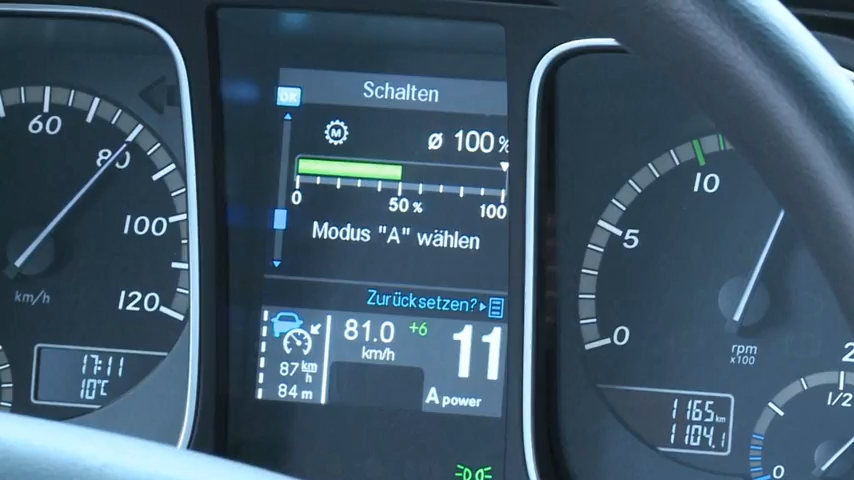 60
80
100
120
km/h
17:11
10°C
OK
Schalten
M
ø 100%
0
50%
100
Modus "A" wählen
Zurücksetzen?
81.0 +6
km/h
87 km/h
84 m
11
A power
0
5
10
rpm
x100
1165 km
1104.1
0
1/2